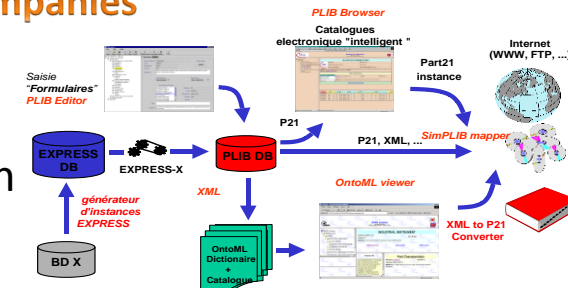 mpanies
PLIB Browser
Catalogues
electronique "intelligent "
Internet
(WWW, FTP, ...)
Part21
instance
Saisie
"Formulaires"
PLIB Editor
P21
P21, XML, ...
SimPLIB mapper
EXPRESS
DB
EXPRESS-X
PLIB DB
n
XML
OntoML viewer
générateur
d'instances
EXPRESS
XML to P21
Converter
BD X
OntoML
Dictionaire
+
Catalogue